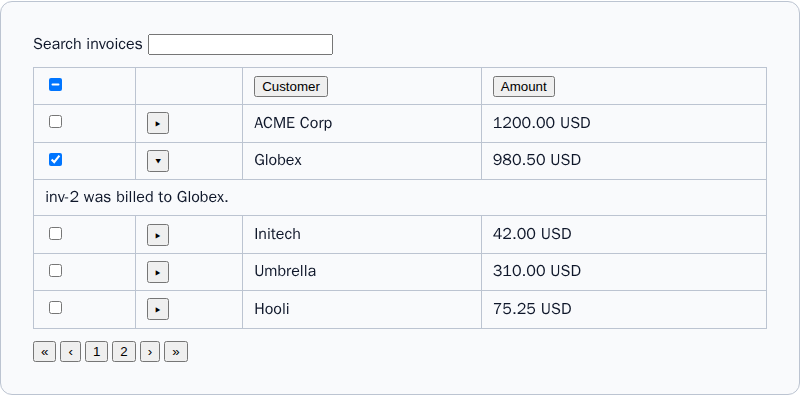 Search invoices
Customer Amount
▸ ACME Corp 1200.00 USD
▾ Globex 980.50 USD
inv-2 was billed to Globex.
▸ Initech 42.00 USD
▸ Umbrella 310.00 USD
▸ Hooli 75.25 USD
« ‹ 1 2 › »